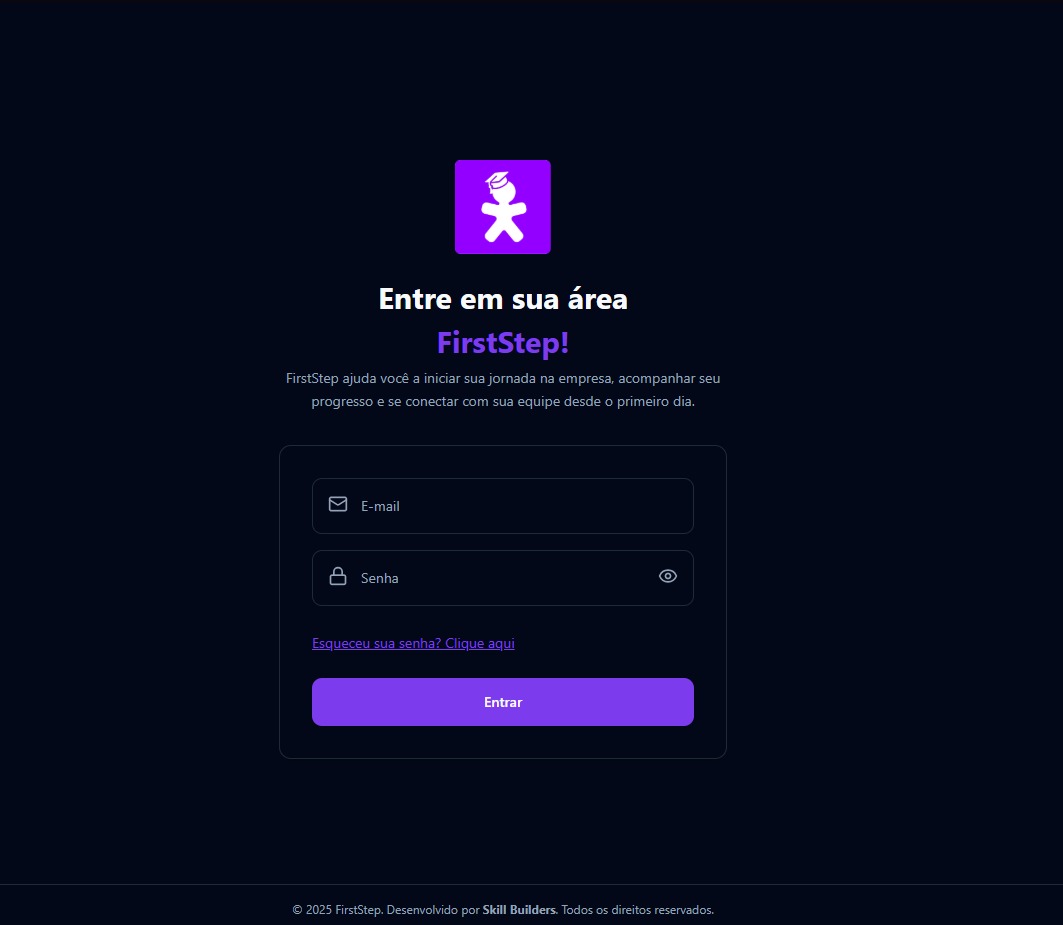 Entre em sua área
FirstStep!
FirstStep ajuda você a iniciar sua jornada na empresa, acompanhar seu
progresso e se conectar com sua equipe desde o primeiro dia.
E-mail
Senha
Esqueceu sua senha? Clique aqui
Entrar
© 2025 FirstStep. Desenvolvido por Skill Builders. Todos os direitos reservados.